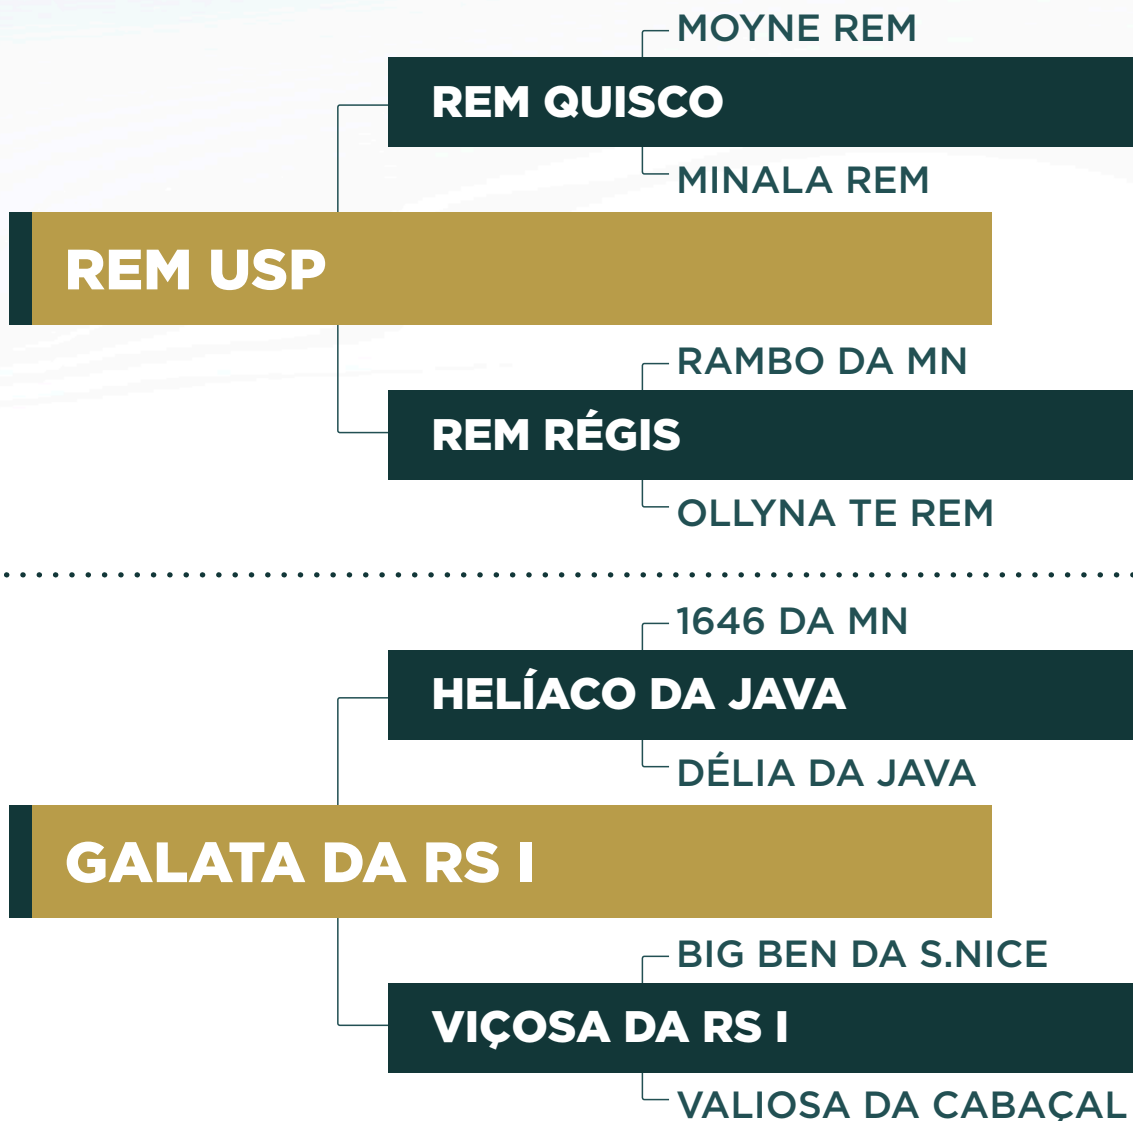 MOYNE REM
REM QUISCO
MINALA REM
REM USP
RAMBO DA MN
REM RÉGIS
OLLYNA TE REM
1646 DA MN
HELÍACO DA JAVA
DÉLIA DA JAVA
GALATA DA RS I
BIG BEN DA S.NICE
VIÇOSA DA RS I
VALIOSA DA CABAÇAL